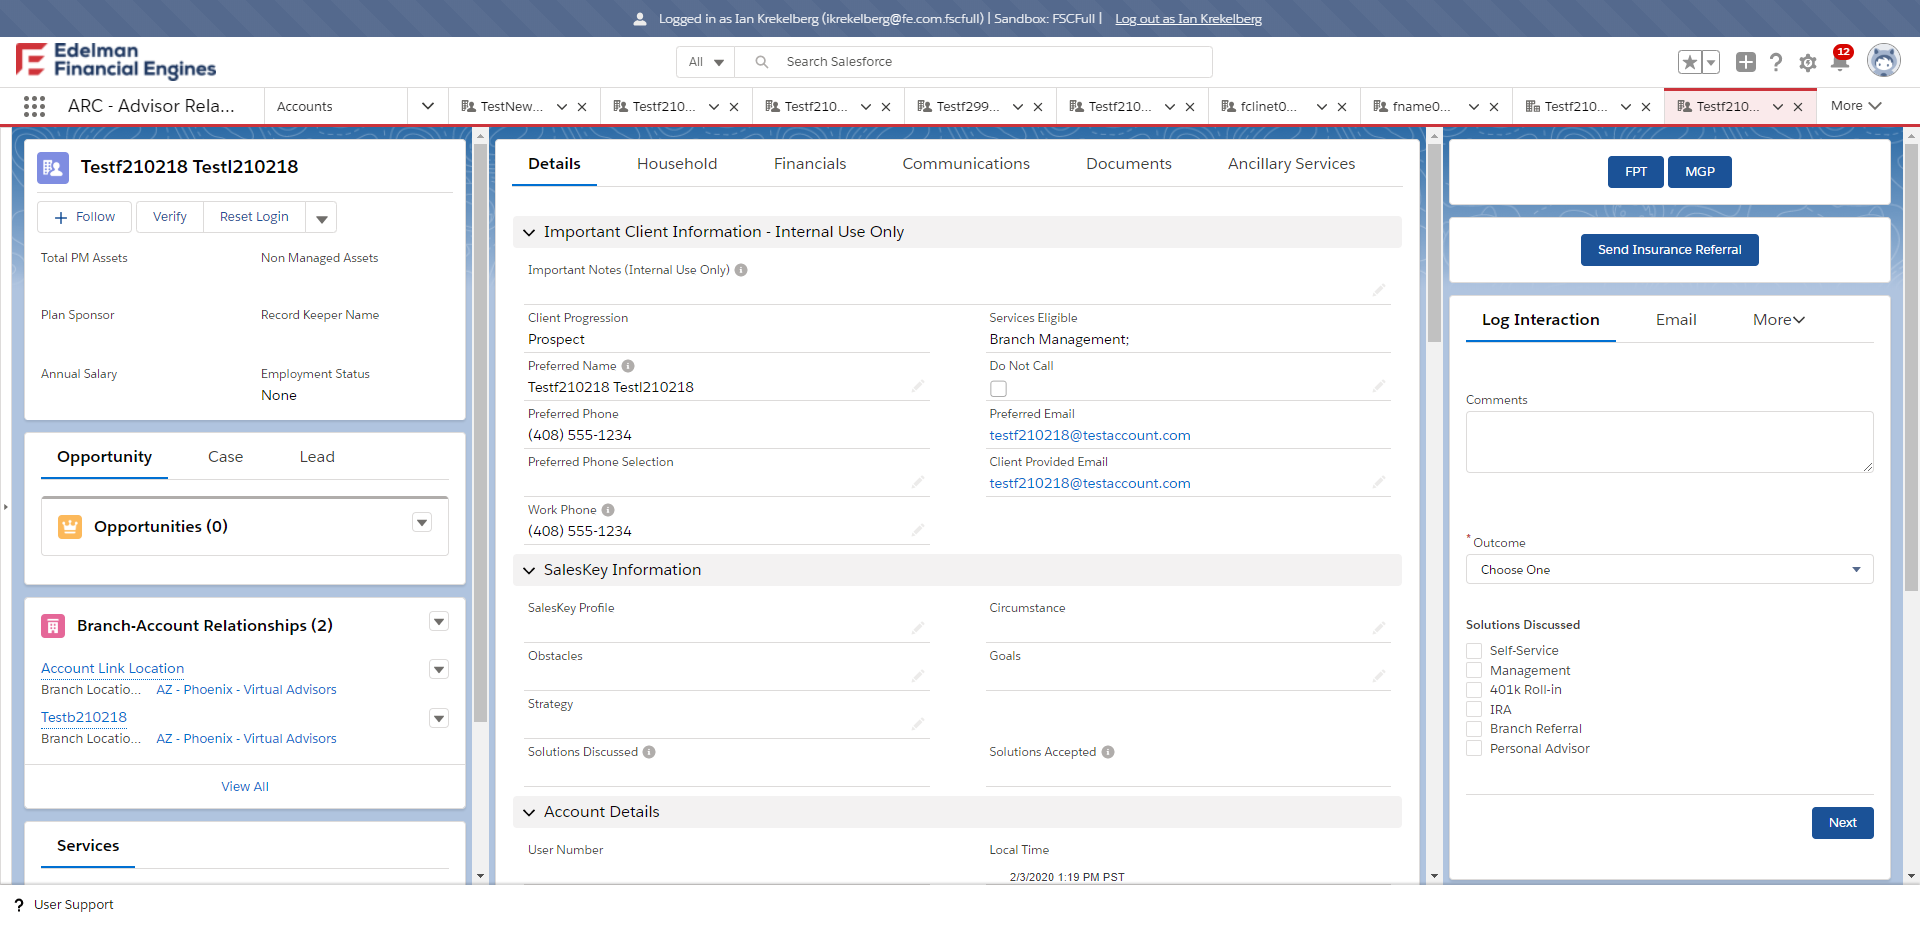 Logged in as Ian Krekelberg (ikrekelberg@fe.com.fscfull) | Sandbox: FSCFull | Log out as Ian Krekelberg
Edelman
Financial Engines
All
Search Salesforce
12
ARC - Advisor Rela...
Accounts
TestNew...
Testf210...
Testf210...
Testf299...
Testf210...
fclinet0...
fname0...
Testf210...
Testf210...
More
Testf210218 Testl210218
Follow
Verify
Reset Login
Total PM Assets
Non Managed Assets
Plan Sponsor
Record Keeper Name
Annual Salary
Employment Status
None
Opportunity
Case
Lead
Opportunities (0)
Branch-Account Relationships (2)
Account Link Location
Branch Locatio... AZ - Phoenix - Virtual Advisors
Testb210218
Branch Locatio... AZ - Phoenix - Virtual Advisors
View All
Services
Details
Household
Financials
Communications
Documents
Ancillary Services
Important Client Information - Internal Use Only
Important Notes (Internal Use Only)
Client Progression
Prospect
Services Eligible
Branch Management;
Preferred Name
Testf210218 Testl210218
Do Not Call
Preferred Phone
(408) 555-1234
Preferred Email
testf210218@testaccount.com
Preferred Phone Selection
Client Provided Email
testf210218@testaccount.com
Work Phone
(408) 555-1234
SalesKey Information
SalesKey Profile
Circumstance
Obstacles
Goals
Strategy
Solutions Discussed
Solutions Accepted
Account Details
User Number
Local Time
2/3/2020 1:19 PM PST
FPT
MGP
Send Insurance Referral
Log Interaction
Email
More
Comments
* Outcome
Choose One
Solutions Discussed
Self-Service
Management
401k Roll-in
IRA
Branch Referral
Personal Advisor
Next
? User Support